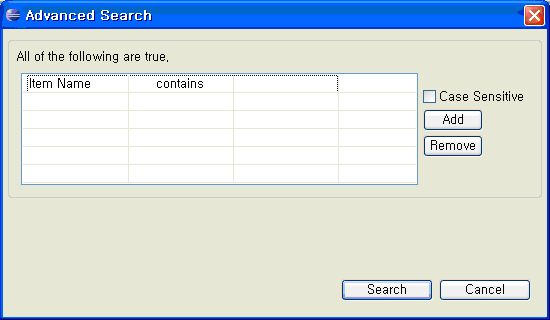 Advanced Search
All of the following are true,
Item Name contains
Case Sensitive
Add
Remove
Search Cancel